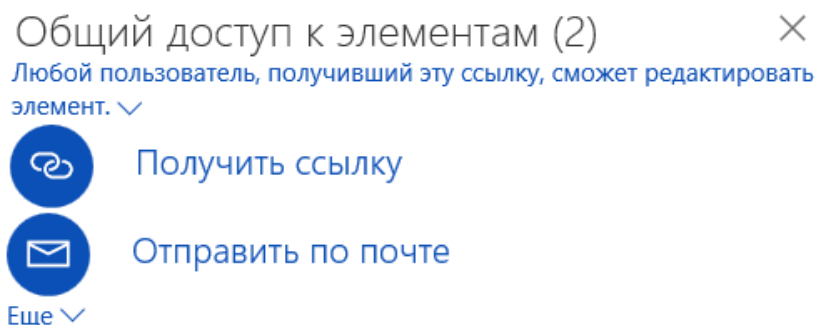 Общий доступ к элементам (2)
Любой пользователь, получивший эту ссылку, сможет редактировать
элемент.
Получить ссылку
Отправить по почте
Еще